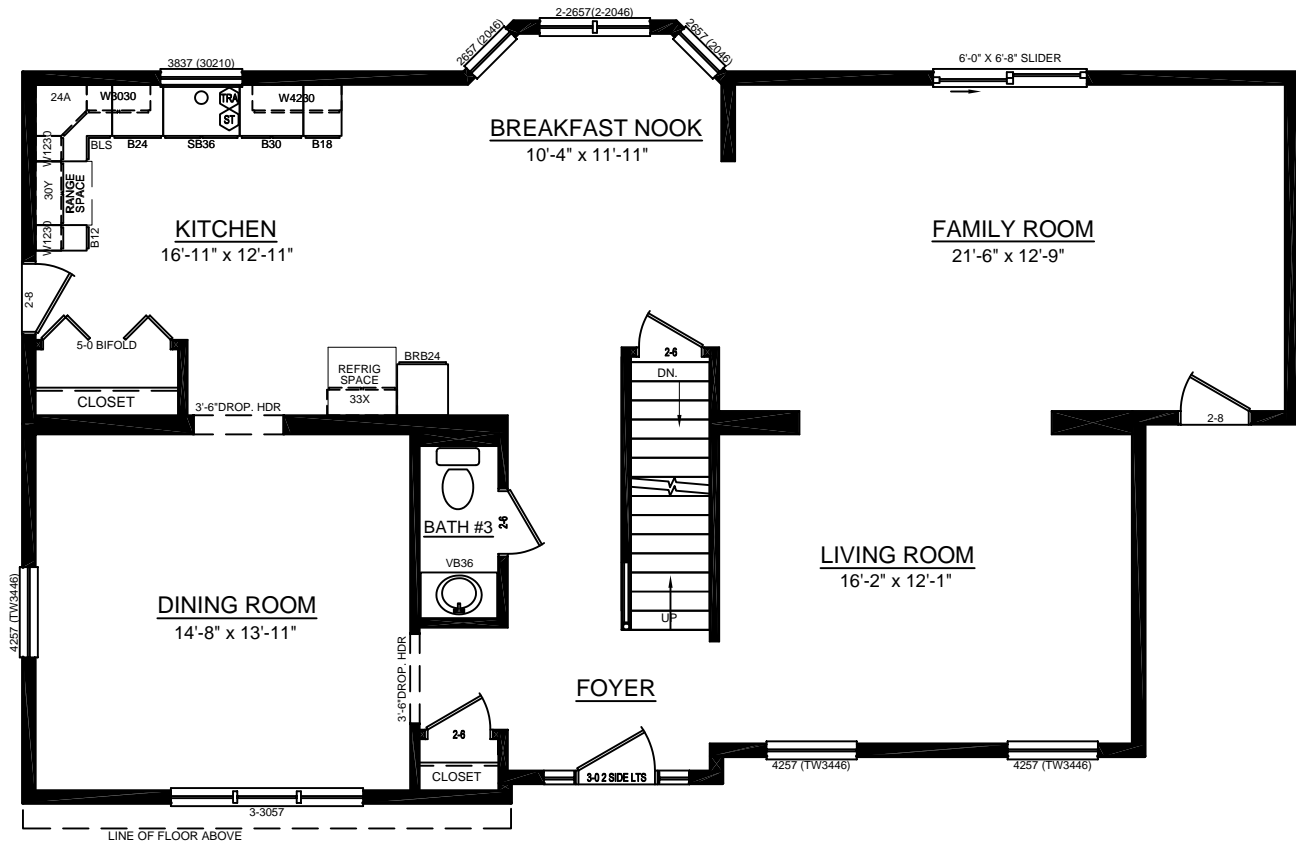 2-2657(2-2046)
2657 (2046)
2657 (2046)
3837 (30210)
6'-0" X 6'-8" SLIDER
24A
W3030
TRA
ST
W4230
BLS
B24
SB36
B30
B18
W1230
30Y
RANGE
SPACE
W1230
B12
BREAKFAST NOOK
10'-4" x 11'-11"
KITCHEN
16'-11" x 12'-11"
FAMILY ROOM
21'-6" x 12'-9"
2-8
5-0 BIFOLD
CLOSET
REFRIG
SPACE
33X
BRB24
2-6
DN.
2-8
3'-6"DROP. HDR
BATH #3
2-6
VB36
LIVING ROOM
16'-2" x 12'-1"
DINING ROOM
14'-8" x 13'-11"
4257 (TW3446)
UP
3'-6"DROP. HDR
FOYER
2-6
CLOSET
3-0 2 SIDE LTS
4257 (TW3446)
4257 (TW3446)
3-3057
LINE OF FLOOR ABOVE